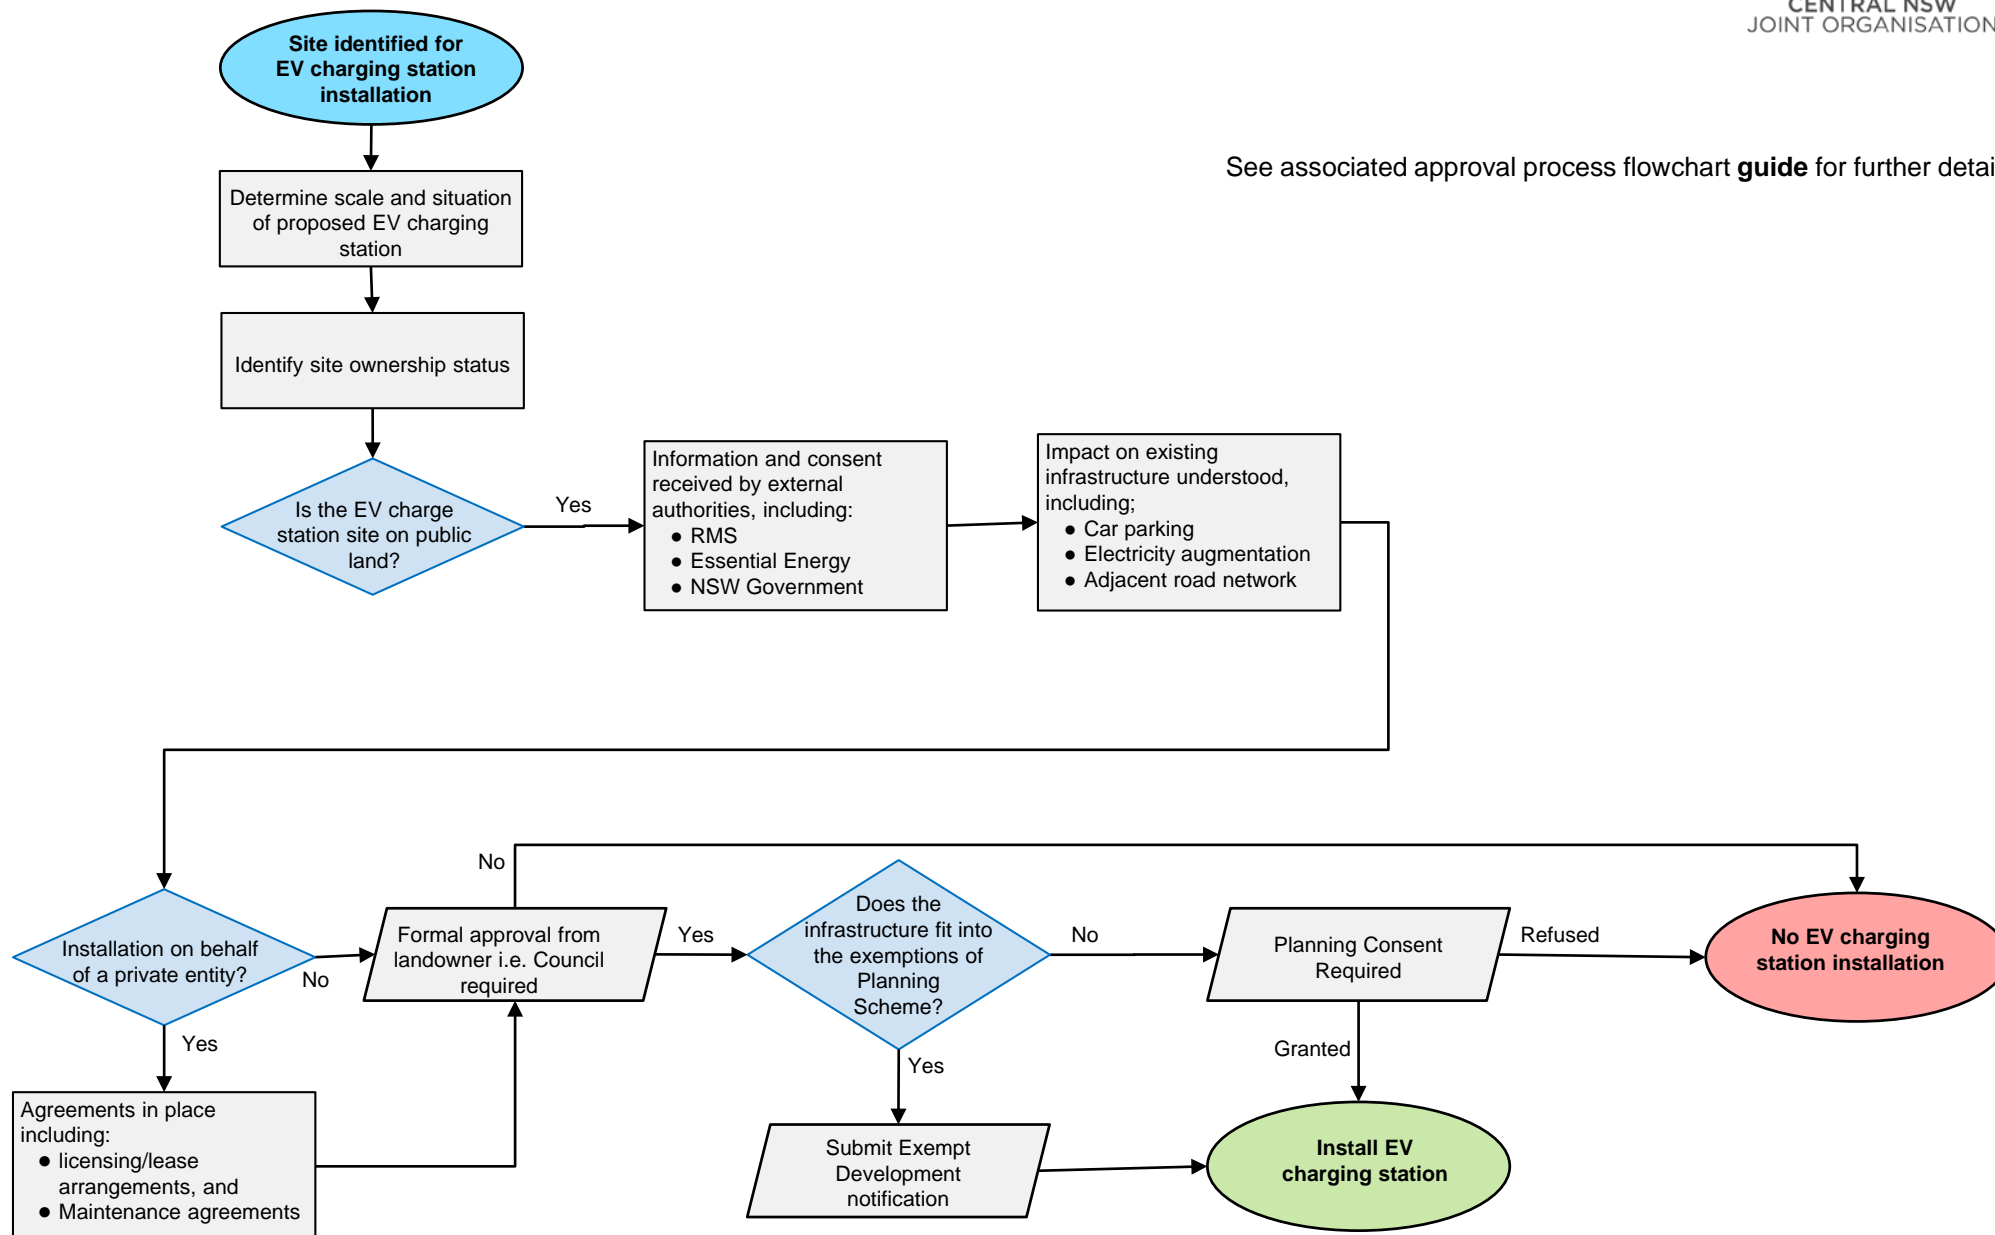 CENTRAL NSW
JOINT ORGANISATION
Site identified for
EV charging station
installation
See associated approval process flowchart guide for further detai
Determine scale and situation
of proposed EV charging
station
Identify site ownership status
Is the EV charge
station site on public
land?
Yes
Information and consent
received by external
authorities, including:
● RMS
● Essential Energy
● NSW Government
Impact on existing
infrastructure understood,
including;
● Car parking
● Electricity augmentation
● Adjacent road network
Installation on behalf
of a private entity?
No
Yes
Agreements in place
including:
● licensing/lease
arrangements, and
● Maintenance agreements
Formal approval from
landowner i.e. Council
required
No
Yes
Does the
infrastructure fit into
the exemptions of
Planning
Scheme?
No
Yes
Submit Exempt
Development
notification
Planning Consent
Required
Refused
Granted
No EV charging
station installation
Install EV
charging station